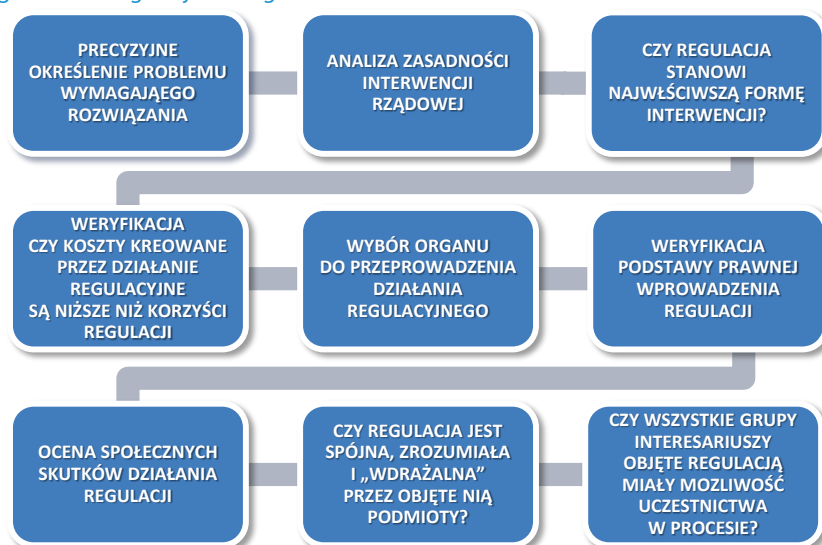 PRECYZYJNE
OKREŚLENIE PROBLEMU
WYMAGAJĄEGO
ROZWIĄZANIA
ANALIZA ZASADNOŚCI
INTERWENCJI
RZĄDOWEJ
CZY REGULACJA
STANOWI
NAJWŁŚCIWSZĄ FORMĘ
INTERWENCJI?
WERYFIKACJA
CZY KOSZTY KREOWANE
PRZEZ DZIAŁANIE
REGULACYJNE
SĄ NIŻSZE NIŻ KORZYŚCI
REGULACJI
WYBÓR ORGANU
DO PRZEPROWADZENIA
DZIAŁANIA
REGULACYJNEGO
WERYFIKACJA
PODSTAWY PRAWNEJ
WPROWADZENIA
REGULACJI
OCENA SPOŁECZNYCH
SKUTKÓW DZIAŁANIA
REGULACJI
CZY REGULACJA JEST
SPÓJNA, ZROZUMIAŁA
I „WDRAŻALNA”
PRZEZ OBJĘTE NIĄ
PODMIOTY?
CZY WSZYSTKIE GRUPY
INTERESARIUSZY
OBJĘTE REGULACJĄ
MIAŁY MOZLIWOŚĆ
UCZESTNICTWA
W PROCESIE?